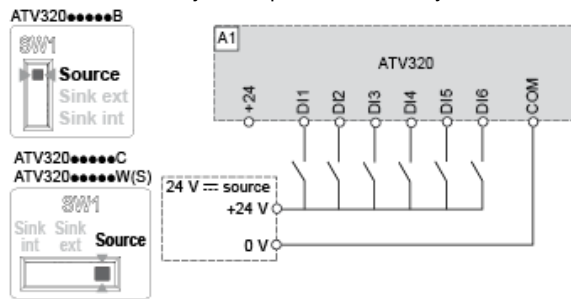 ATV320●●●●●B
SW1
Source
Sink ext
Sink int
ATV320●●●●●C
ATV320●●●●●W(S)
SW1
Sink int
Sink ext
Source
A1
ATV320
+24
DI1
DI2
DI3
DI4
DI5
DI6
COM
24 V ⎓ source
+24 V
0 V